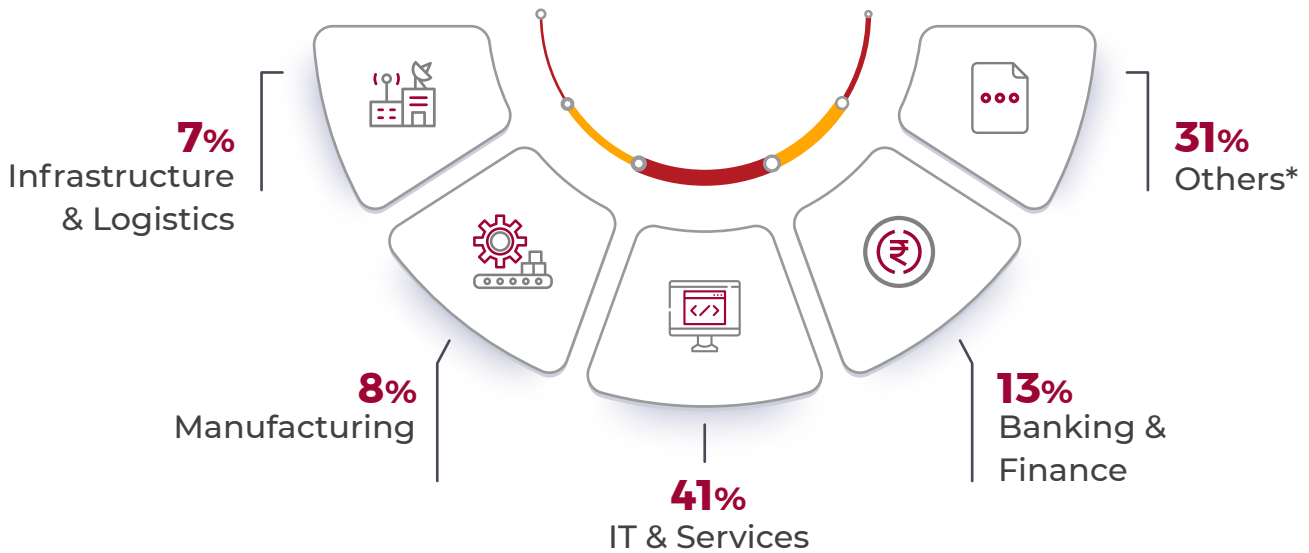 7%
Infrastructure
& Logistics
8%
Manufacturing
41%
IT & Services
13%
Banking &
Finance
31%
Others*